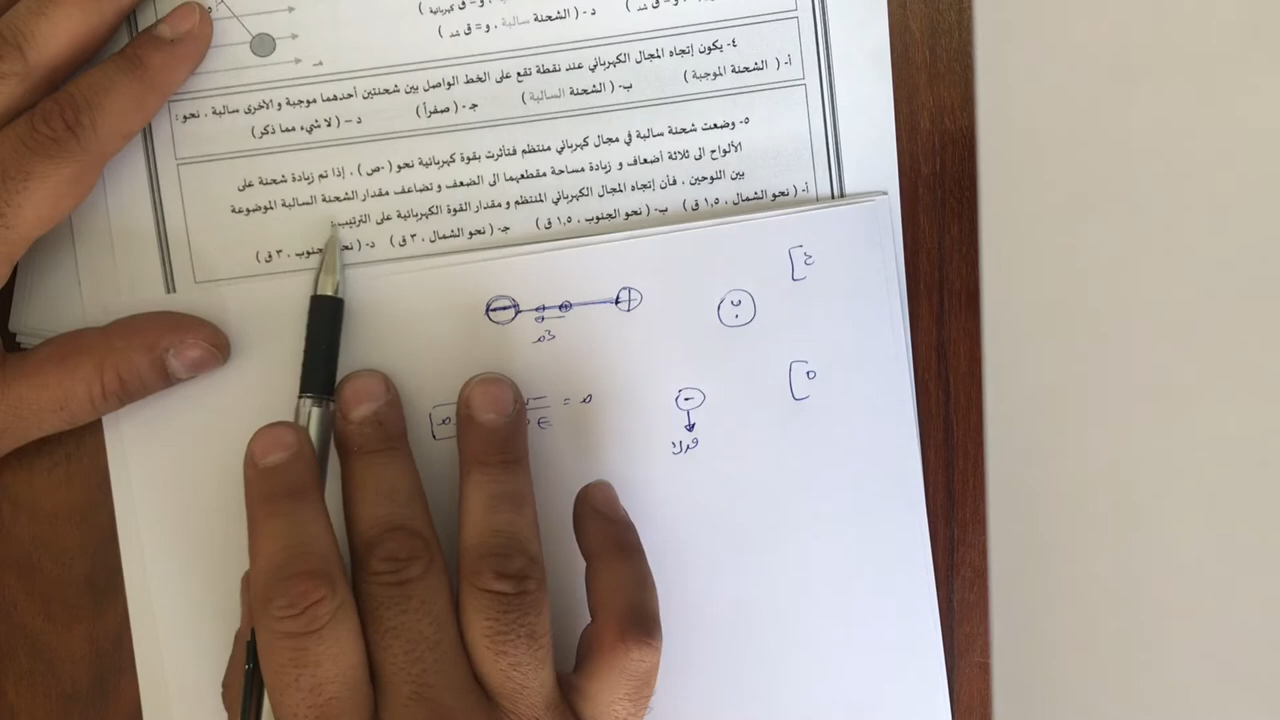 د- ( الشحنة سالبة ، و = ق شد )
٤- يكون إتجاه المجال الكهربائي عند نقطة تقع على الخط الواصل بين شحنتين أحدهما موجبة و الاخرى سالبة ، نحو :
أ- ( الشحنة الموجبة ) ب- ( الشحنة السالبة ) جـ - ( صفراً ) د – ( لا شيء مما ذكر )
٥- وضعت شحنة سالبة في مجال كهربائي منتظم فتأثرت بقوة كهربائية نحو ( -ص ) ، إذا تم زيادة شحنة على
الألواح الى ثلاثة أضعاف و زيادة مساحة مقطعهما الى الضعف و تضاعف مقدار الشحنة السالبة الموضوعة
بين اللوحين ، فأن إتجاه المجال الكهربائي المنتظم و مقدار القوة الكهربائية على الترتيب :
أ- ( نحو الشمال ، ١,٥ ق ) ب- ( نحو الجنوب ، ١,٥ ق ) جـ- ( نحو الشمال ، ٣ ق ) د- ( نحو الجنوب ، ٣ ق )
٤]
ب
- +
٥]
-